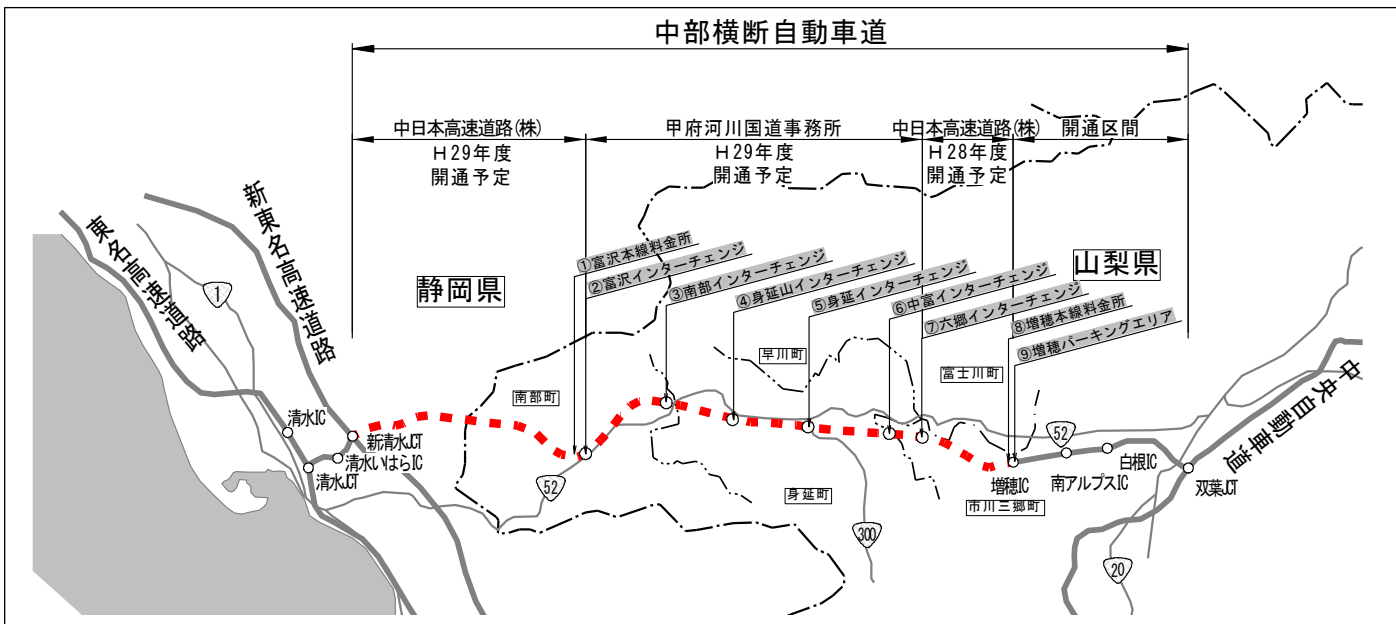 中部横断自動車道
中日本高速道路(株)
H29年度
開通予定
甲府河川国道事務所
H29年度
開通予定
中日本高速道路(株)
H28年度
開通予定
開通区間
新東名高速道路
東名高速道路
1
静岡県
山梨県
①富沢本線料金所
②富沢インターチェンジ
③南部インターチェンジ
④身延山インターチェンジ
⑤身延インターチェンジ
⑥中富インターチェンジ
⑦六郷インターチェンジ
⑧増穂本線料金所
⑨増穂パーキングエリア
早川町
富士川町
南部町
中央自動車道
清水IC
新清水JCT
清水いはらIC
清水JCT
52
52
白根IC
南アルプスIC
増穂IC
双葉JCT
身延町
市川三郷町
300
20